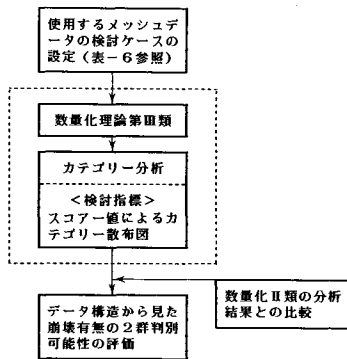 使用するメッシュデ
ータの検討ケースの
設定（表－６参照）
数量化理論第Ⅲ類
カテゴリー分析
＜検討指標＞
スコアー値によるカ
テゴリー散布図
データ構造から見た
崩壊有無の２群判別
可能性の評価
数量化Ⅱ類の分析
結果との比較